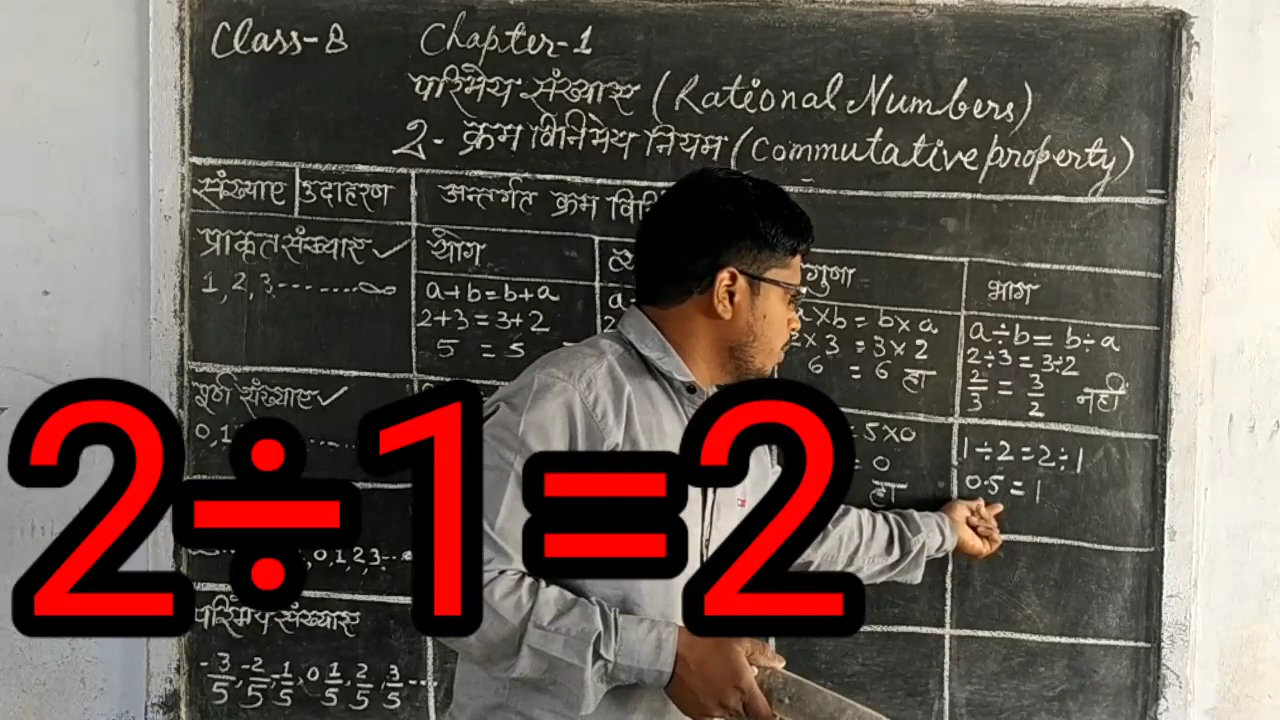 Class-8 Chapter-1
परिमेय संख्याए (Rational Numbers)
2- क्रम विनिमेय नियम (Commutative property)
संख्याए उदाहरण अन्तर्गत क्रम
प्राकृत संख्याए ✓ योग गुणा भाग
1, 2, 3 ........ ∞
a+b=b+a
2+3=3+2
5 = 5
a×b=b×a
2×3=3×2
6 = 6 हा
a÷b=b÷a
2÷3=3÷2
2/3 = 3/2 नहीं
पूर्ण संख्याए ✓
= 5×0
= 0
हा
1÷2=2÷1
0.5=1
2÷1=2
0,1,2,3...∞
परिमेय संख्याए
-3/5, -2/5, -1/5, 0 1/5, 2/5, 3/5 ...